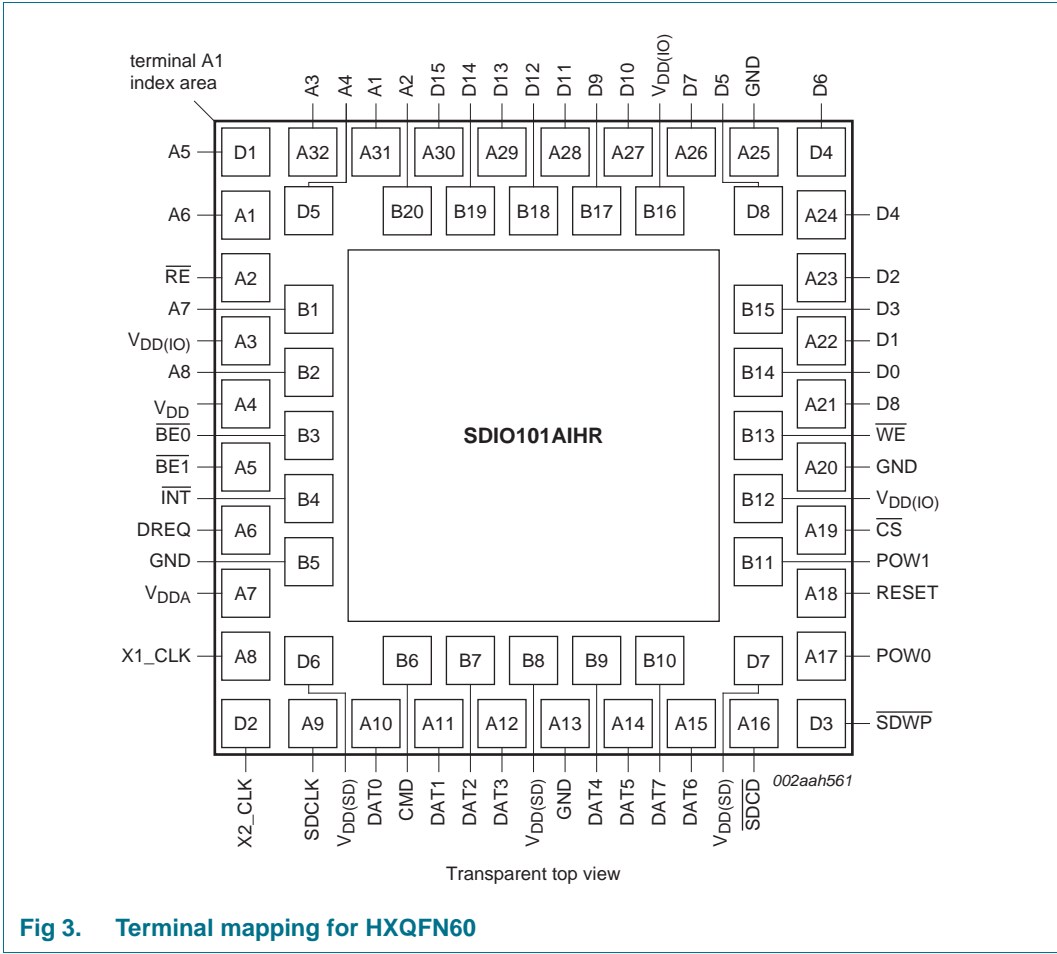 terminal A1
index area
A3 A4 A1 A2 D15 D14 D13 D12 D11 D9 D10 VDD(IO) D7 D5 GND D6
A5 D1 A32 A31 A30 A29 A28 A27 A26 A25 D4
D5 B20 B19 B18 B17 B16 D8
A6 A1 A24 D4
RE A2 A23 D2
A7 B1 B15 D3
VDD(IO) A3 A22 D1
A8 B2 B14 D0
VDD A4 A21 D8
BE0 B3 SDIO101AIHR B13 WE
BE1 A5 A20 GND
INT B4 B12 VDD(IO)
DREQ A6 A19 CS
GND B5 B11 POW1
VDDA A7 A18 RESET
X1_CLK A8 D6 B6 B7 B8 B9 B10 D7 A17 POW0
D2 A9 A10 A11 A12 A13 A14 A15 A16 D3 SDWP
X2_CLK SDCLK VDD(SD) DAT0 CMD DAT1 DAT2 DAT3 VDD(SD) GND DAT4 DAT5 DAT7 DAT6 VDD(SD) SDCD
002aah561
Transparent top view
Fig 3. Terminal mapping for HXQFN60